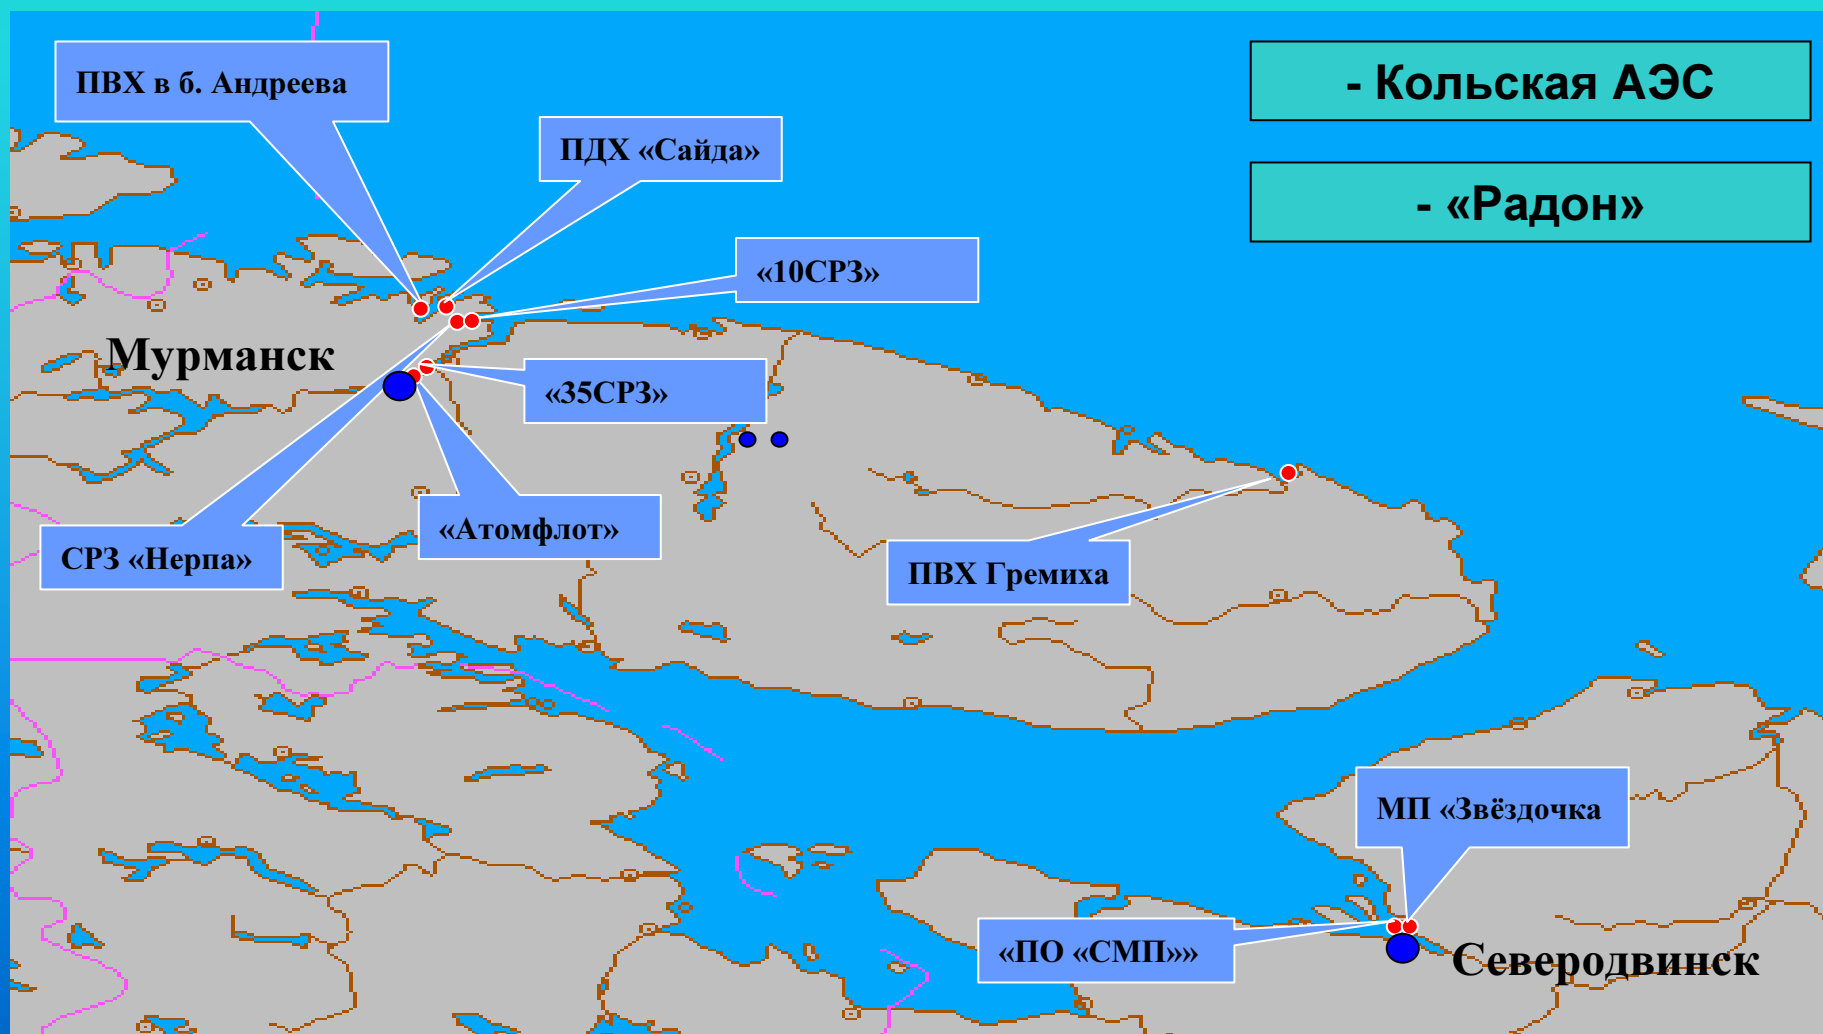 ПВХ в б. Андреева
- Кольская АЭС
ПДХ «Сайда»
- «Радон»
«10СРЗ»
Мурманск
«35СРЗ»
«Атомфлот»
СРЗ «Нерпа»
ПВХ Гремиха
МП «Звёздочка
«ПО «СМП»»
Северодвинск